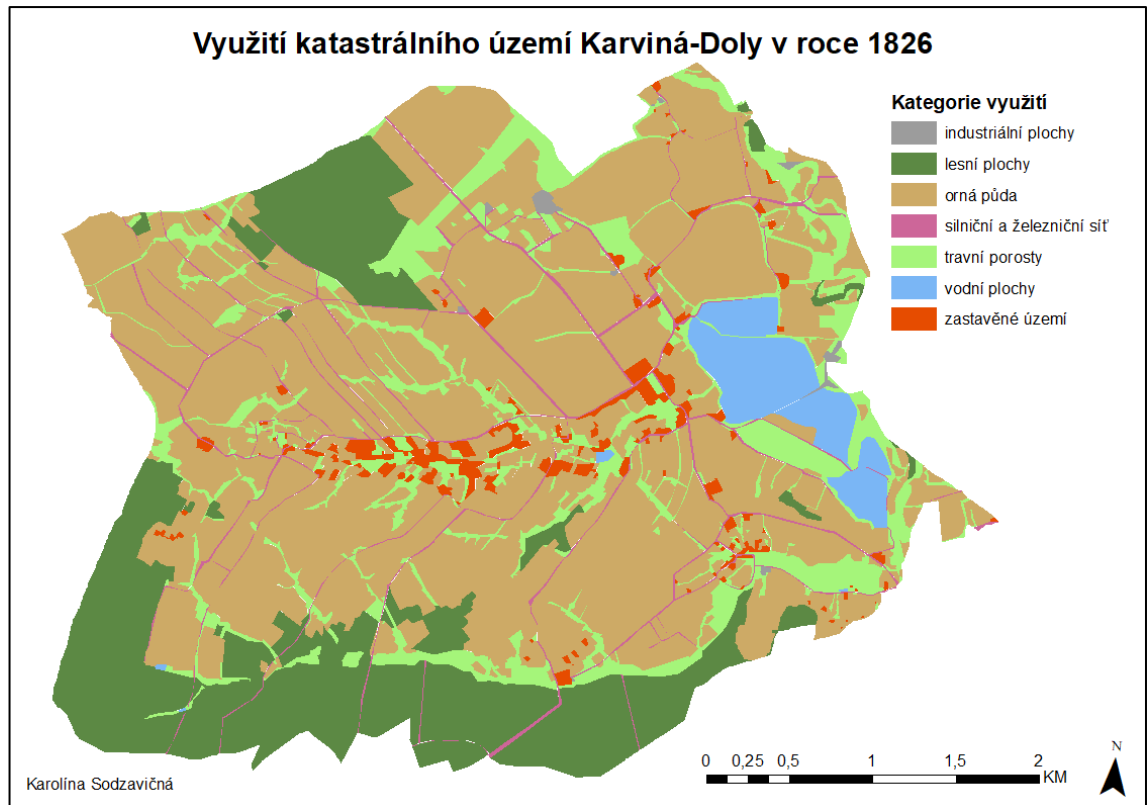 Využití katastrálního území Karviná-Doly v roce 1826
Kategorie využití
industriální plochy
lesní plochy
orná půda
silniční a železniční síť
travní porosty
vodní plochy
zastavěné území
N
0 0,25 0,5 1 1,5 2
KM
Karolína Sodzavičná